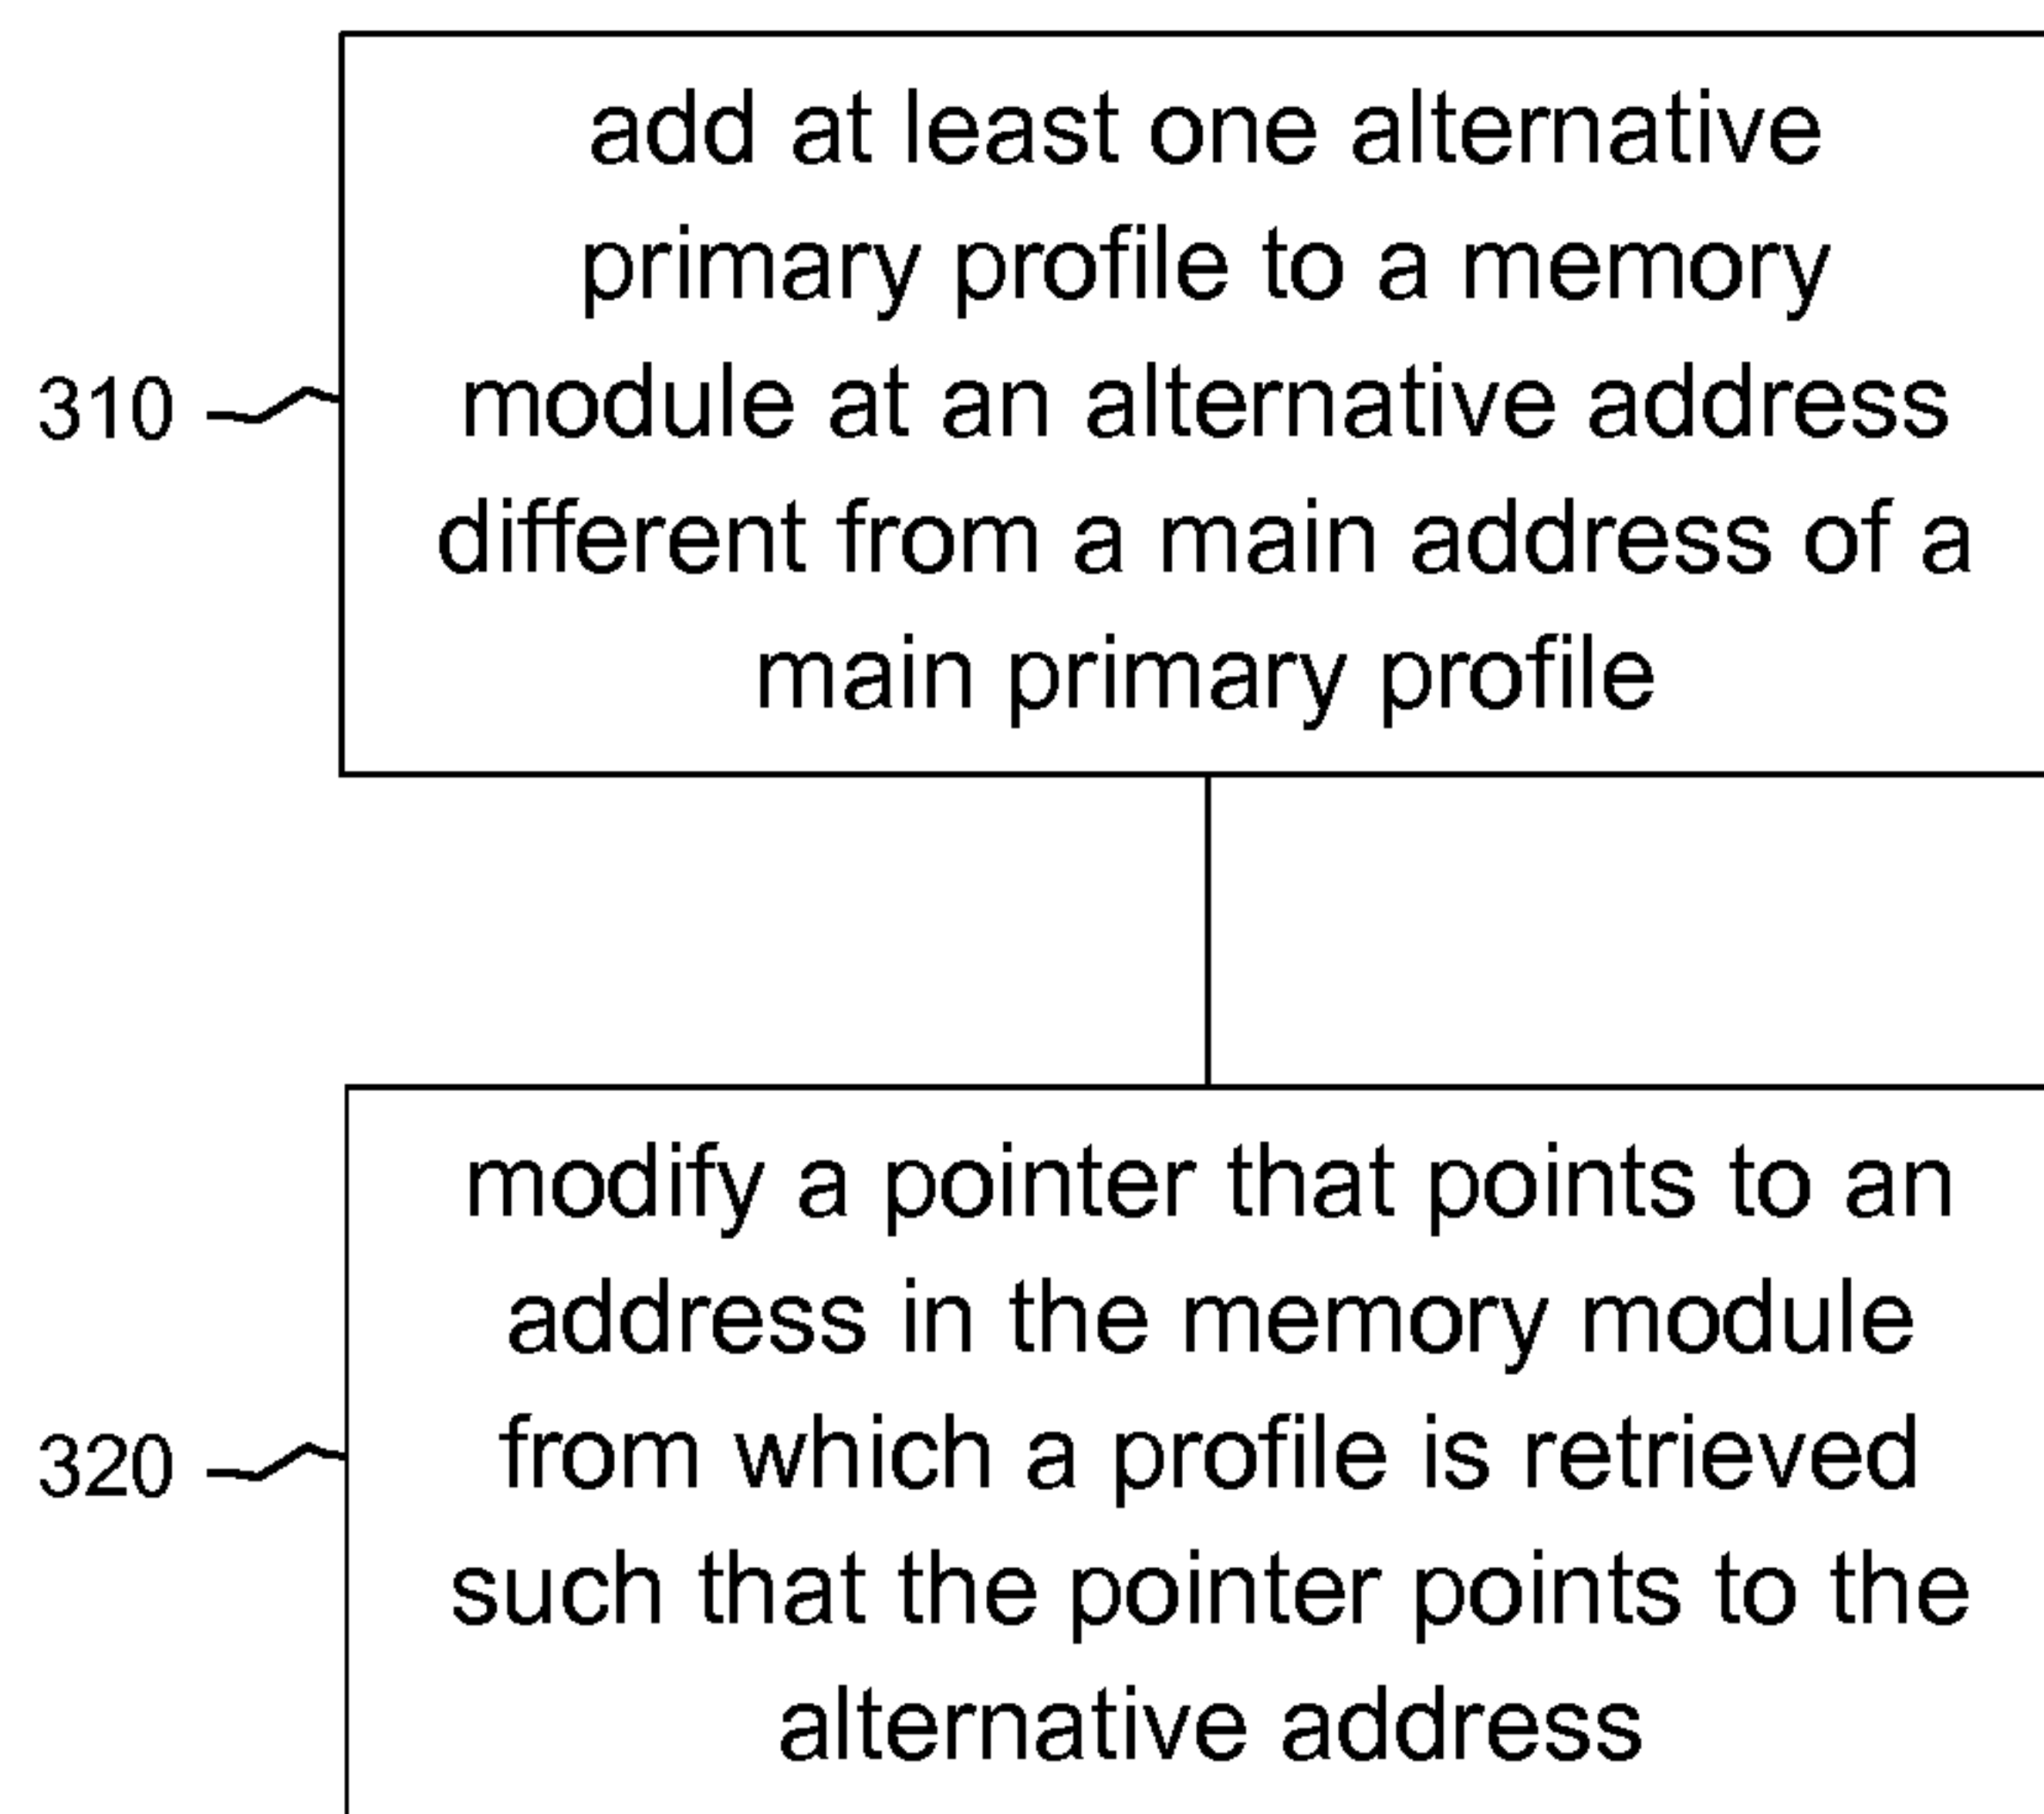 add at least one alternative
primary profile to a memory
310
module at an alternative address
different from a main address of a
main primary profile
modify a pointer that points to an
address in the memory module
320
from which a profile is retrieved
such that the pointer points to the
alternative address